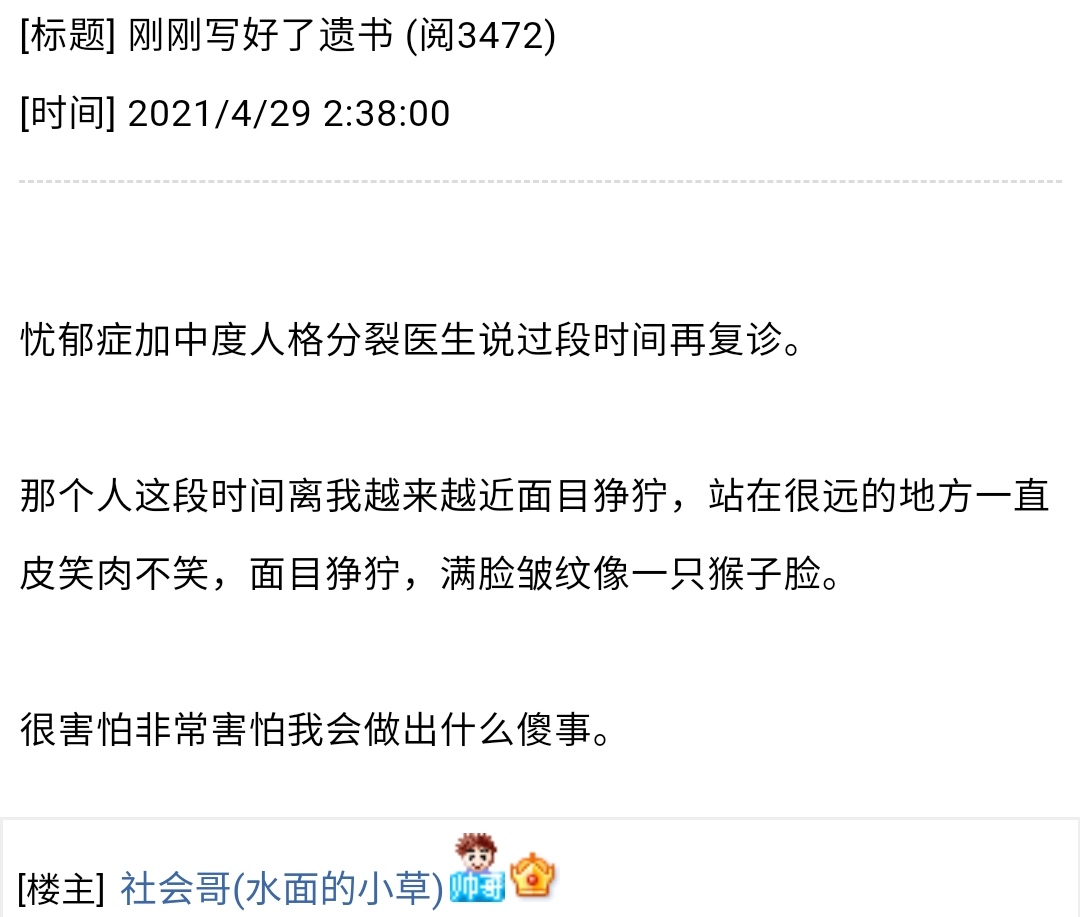 [标题] 刚刚写好了遗书 (阅3472)
[时间] 2021/4/29 2:38:00
忧郁症加中度人格分裂医生说过段时间再复诊。
那个人这段时间离我越来越近面目狰狞，站在很远的地方一直
皮笑肉不笑，面目狰狞，满脸皱纹像一只猴子脸。
很害怕非常害怕我会做出什么傻事。
[楼主] 社会哥(水面的小草) 帅哥